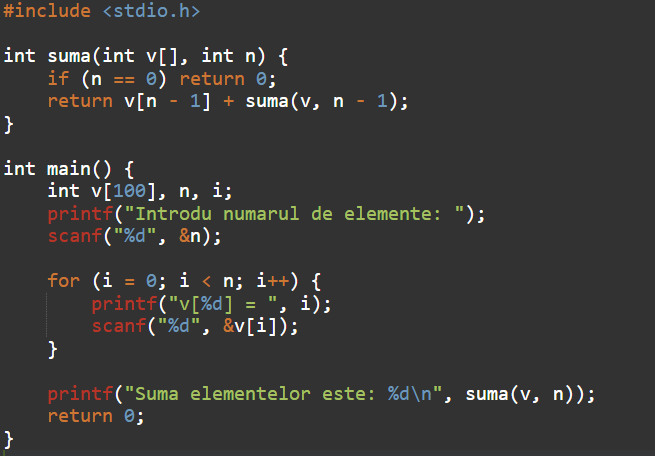 #include <stdio.h>
int suma(int v[], int n) {
    if (n == 0) return 0;
    return v[n - 1] + suma(v, n - 1);
}
int main() {
    int v[100], n, i;
    printf("Introdu numarul de elemente: ");
    scanf("%d", &n);
    for (i = 0; i < n; i++) {
        printf("v[%d] = ", i);
        scanf("%d", &v[i]);
    }
    printf("Suma elementelor este: %d\n", suma(v, n));
    return 0;
}